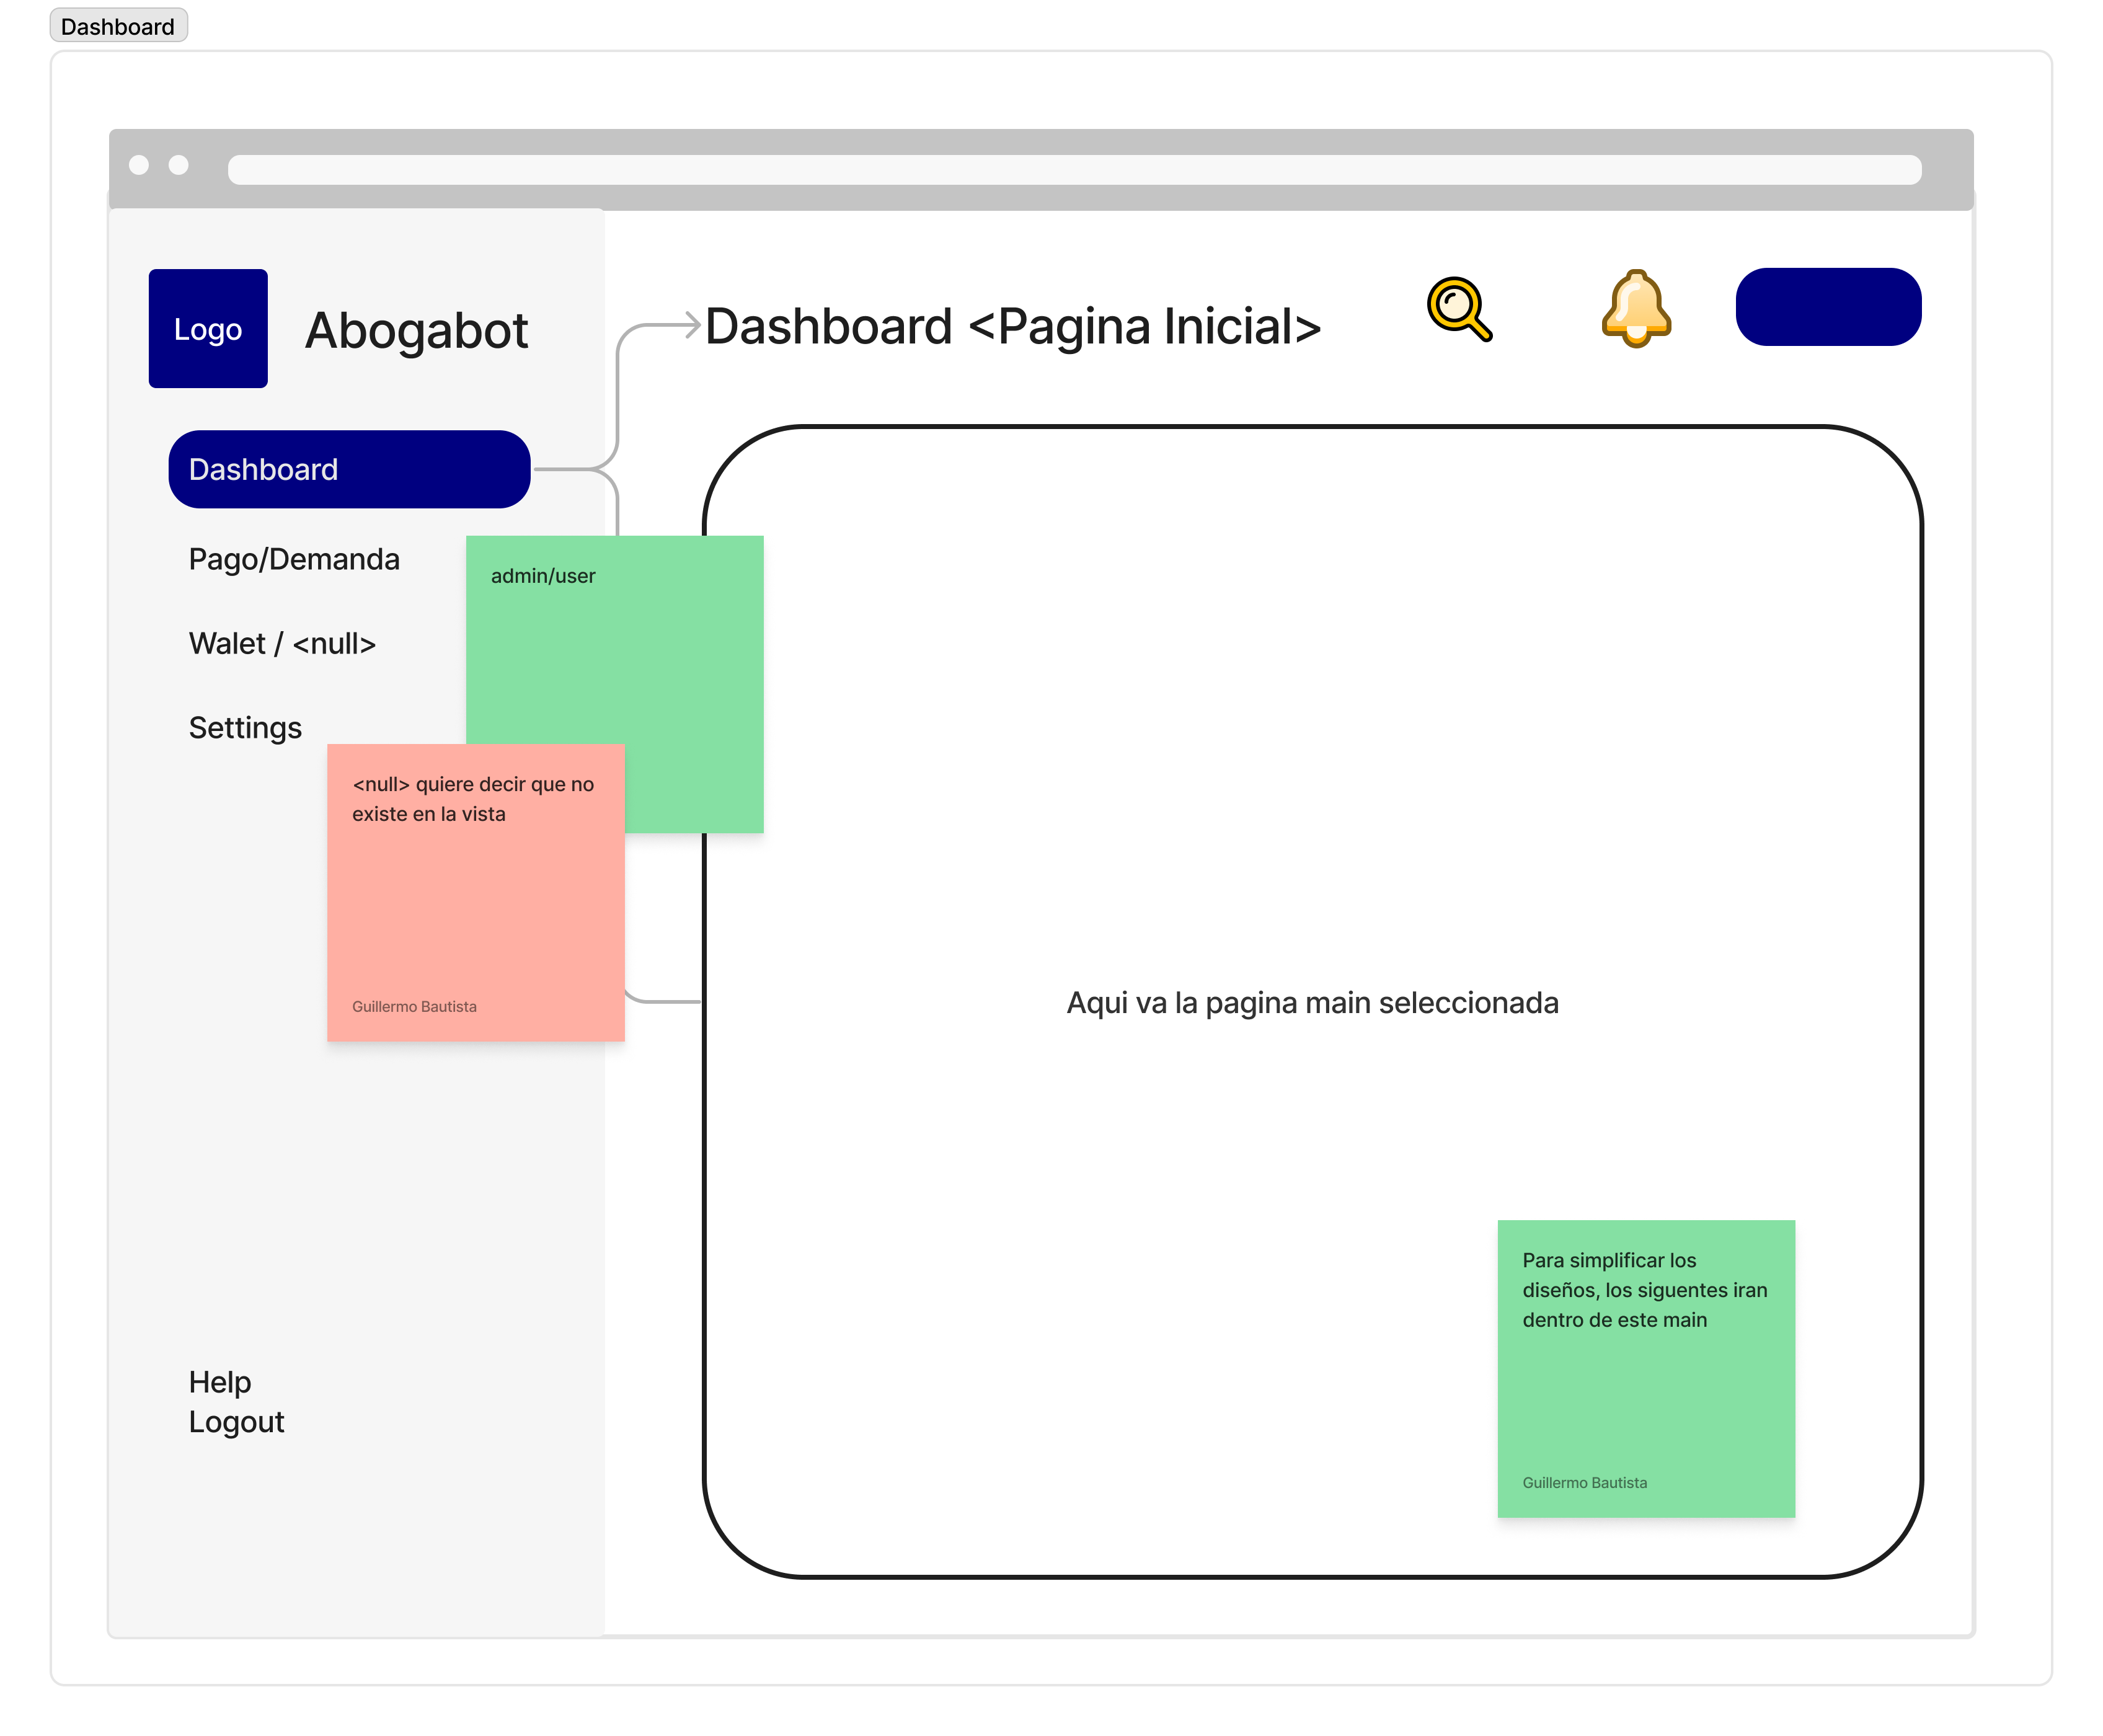 Dashboard
Logo
Abogabot
Dashboard <Pagina Inicial>
Dashboard
Pago/Demanda
Walet / <null>
Settings
admin/user
<null> quiere decir que no
existe en la vista
Guillermo Bautista
Aqui va la pagina main seleccionada
Para simplificar los
diseños, los siguentes iran
dentro de este main
Guillermo Bautista
Help
Logout